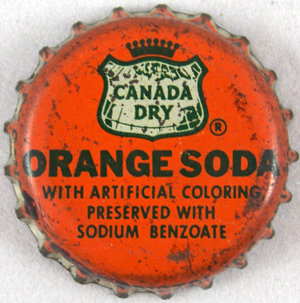 CANADA
DRY
®
ORANGE SODA
WITH ARTIFICIAL COLORING
PRESERVED WITH
SODIUM BENZOATE